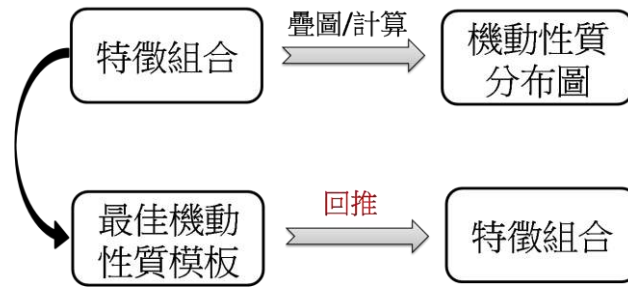 特徵組合
疊圖/計算
機動性質
分布圖
最佳機動
性質模板
回推
特徵組合